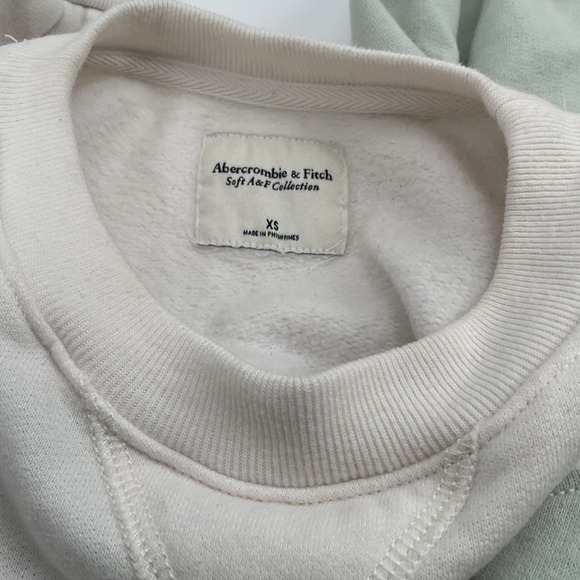 Abercrombie & Fitch
Soft A&F Collection
XS
MADE IN PHILIPPINES